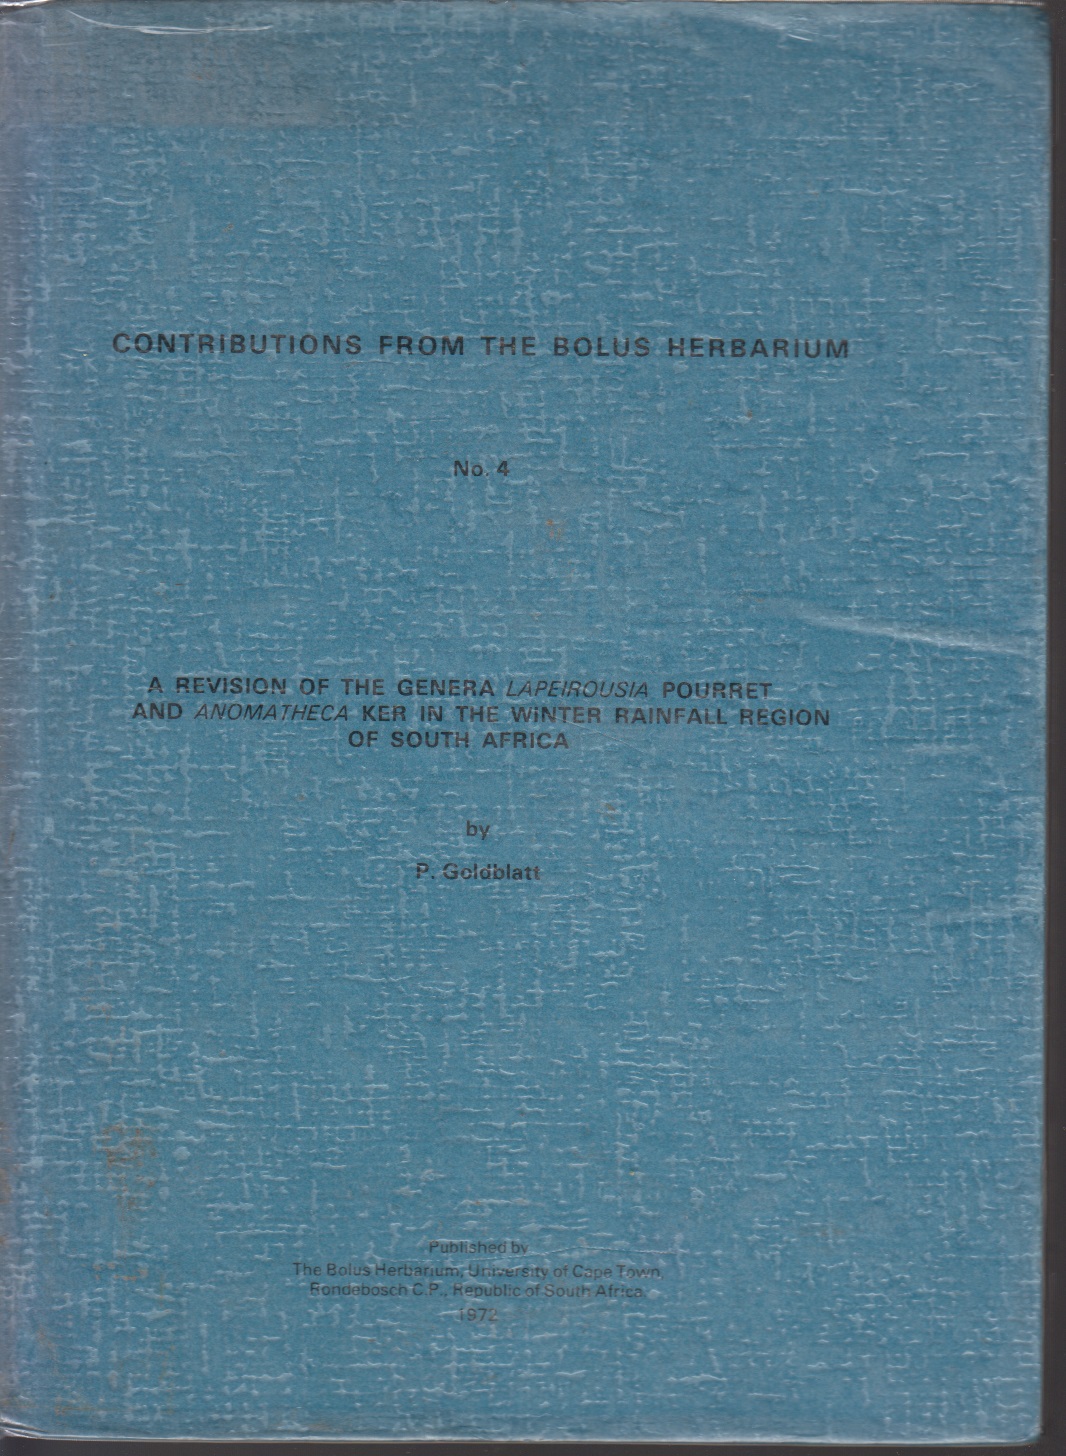 CONTRIBUTIONS FROM THE BOLUS HERBARIUM
No. 4
A REVISION OF THE GENERA LAPEIROUSIA POURRET
AND ANOMATHECA KER IN THE WINTER RAINFALL REGION
OF SOUTH AFRICA
by
P. Goldblatt
Published by
The Bolus Herbarium, University of Cape Town,
Rondebosch C.P., Republic of South Africa
1972